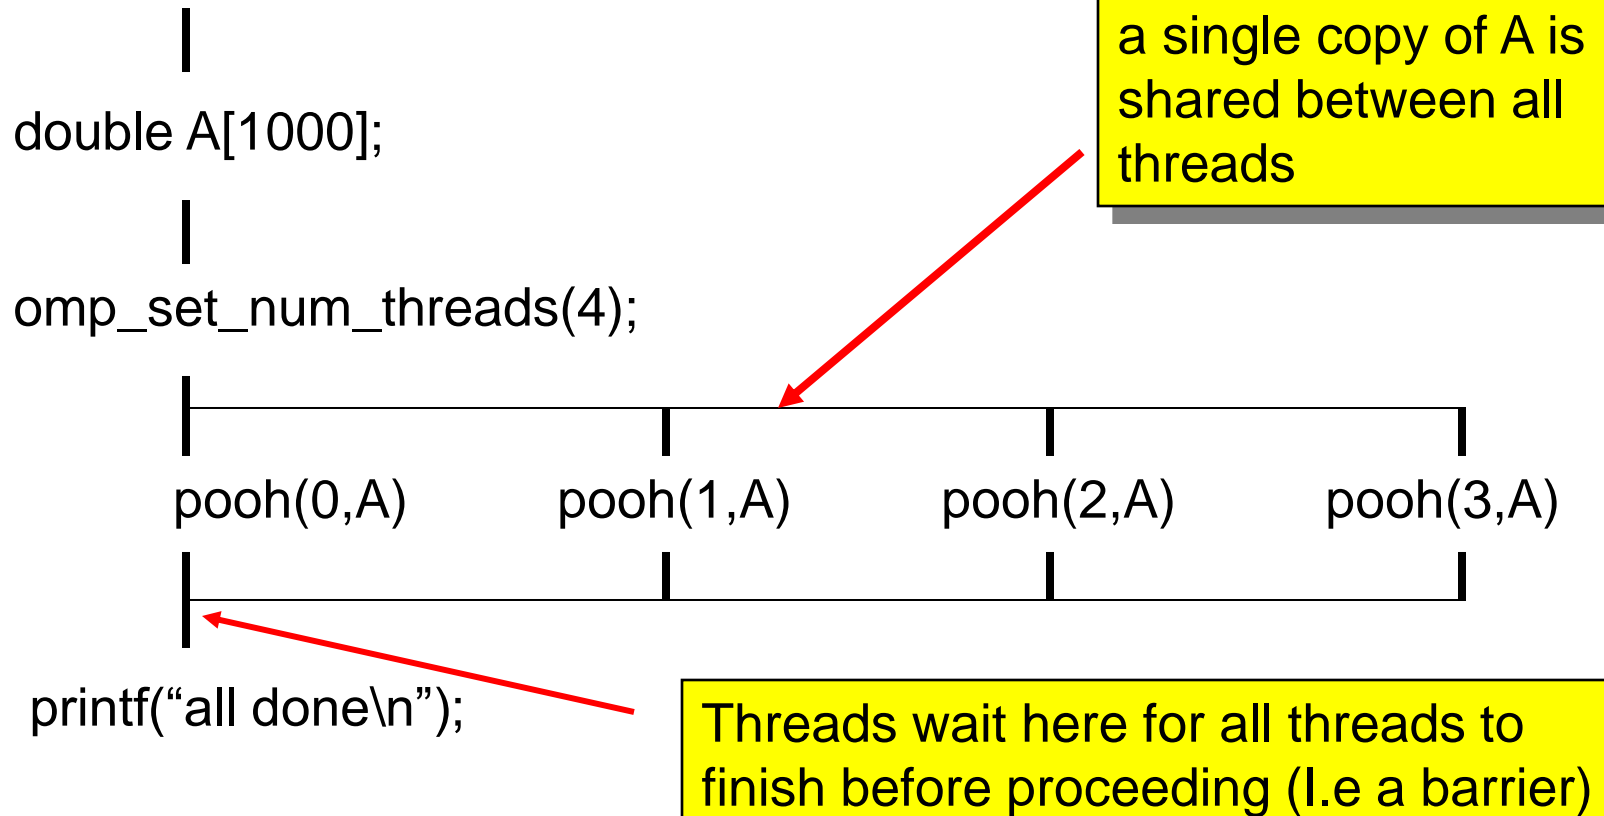 a single copy of A is
shared between all
threads
double A[1000];
omp_set_num_threads(4);
pooh(0,A) pooh(1,A) pooh(2,A) pooh(3,A)
printf(“all done\n”);
Threads wait here for all threads to
finish before proceeding (I.e a barrier)